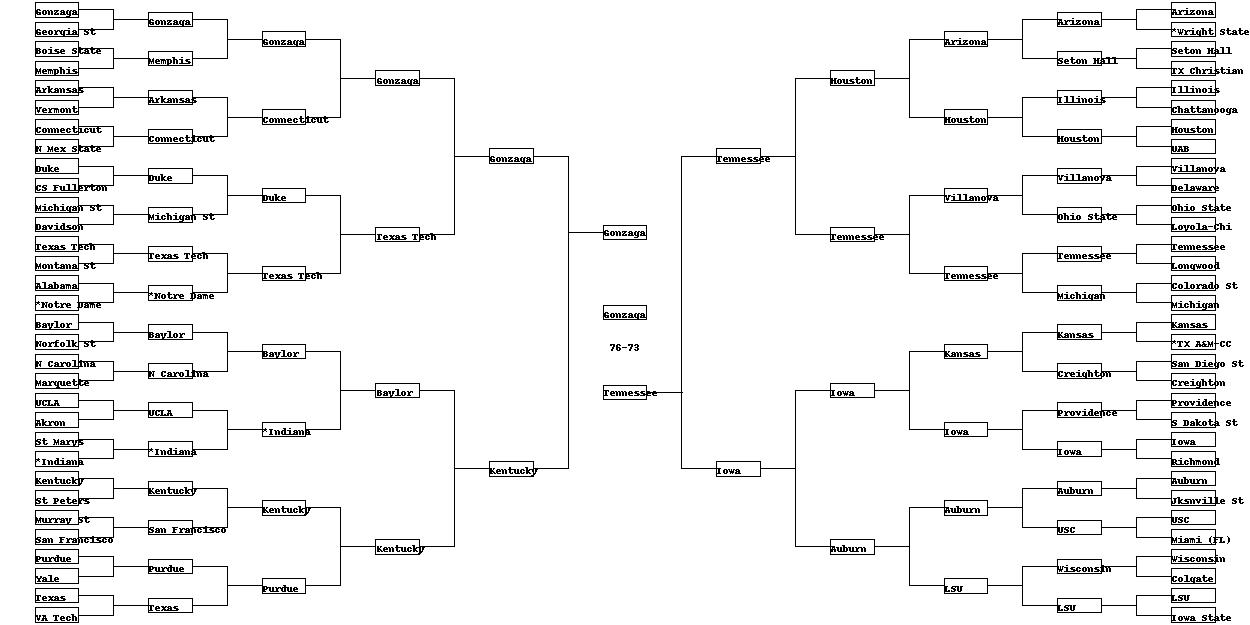 Gonzaga
Georgia St
Boise State
Memphis
Arkansas
Vermont
Connecticut
N Mex State
Duke
CS Fullerton
Michigan St
Davidson
Texas Tech
Montana St
Alabama
*Notre Dame
Baylor
Norfolk St
N Carolina
Marquette
UCLA
Akron
St Marys
*Indiana
Kentucky
St Peters
Murray St
San Francisco
Purdue
Yale
Texas
VA Tech
Gonzaga
Memphis
Arkansas
Connecticut
Duke
Michigan St
Texas Tech
*Notre Dame
Baylor
N Carolina
UCLA
*Indiana
Kentucky
San Francisco
Purdue
Texas
Gonzaga
Connecticut
Duke
Texas Tech
Baylor
*Indiana
Kentucky
Purdue
Gonzaga
Texas Tech
Baylor
Kentucky
Gonzaga
Kentucky
Gonzaga
Gonzaga
76-73
Tennessee
Tennessee
Iowa
Houston
Tennessee
Iowa
Auburn
Arizona
Houston
Villanova
Tennessee
Kansas
Iowa
Auburn
LSU
Arizona
Seton Hall
Illinois
Houston
Villanova
Ohio State
Tennessee
Michigan
Kansas
Creighton
Providence
Iowa
Auburn
USC
Wisconsin
LSU
Arizona
*Wright State
Seton Hall
TX Christian
Illinois
Chattanooga
Houston
UAB
Villanova
Delaware
Ohio State
Loyola-Chi
Tennessee
Longwood
Colorado St
Michigan
Kansas
*TX A&M-CC
San Diego St
Creighton
Providence
S Dakota St
Iowa
Richmond
Auburn
Jksnville St
USC
Miami (FL)
Wisconsin
Colgate
LSU
Iowa State